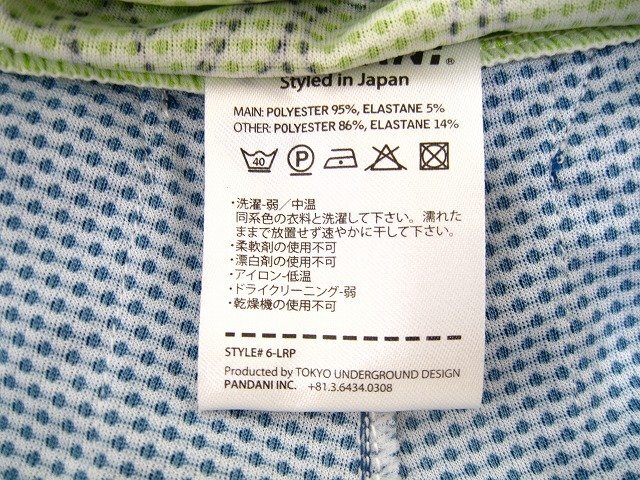 Styled in Japan
MAIN: POLYESTER 95%, ELASTANE 5%
OTHER: POLYESTER 86%, ELASTANE 14%
40 P
・洗濯-弱／中温
同系色の衣料と洗濯して下さい。濡れた
ままで放置せず速やかに干して下さい。
・柔軟剤の使用不可
・漂白剤の使用不可
・アイロン-低温
・ドライクリーニング-弱
・乾燥機の使用不可
STYLE# 6-LRP
Producted by TOKYO UNDERGROUND DESIGN
PANDANI INC. +81.3.6434.0308